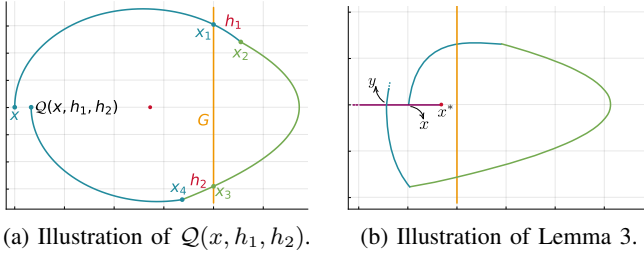 h₁
x₁
x₂
x
𝒬(x, h₁, h₂)
G
h₂
x₄
x₃
(a) Illustration of 𝒬(x, h₁, h₂).
y
x*
x
(b) Illustration of Lemma 3.